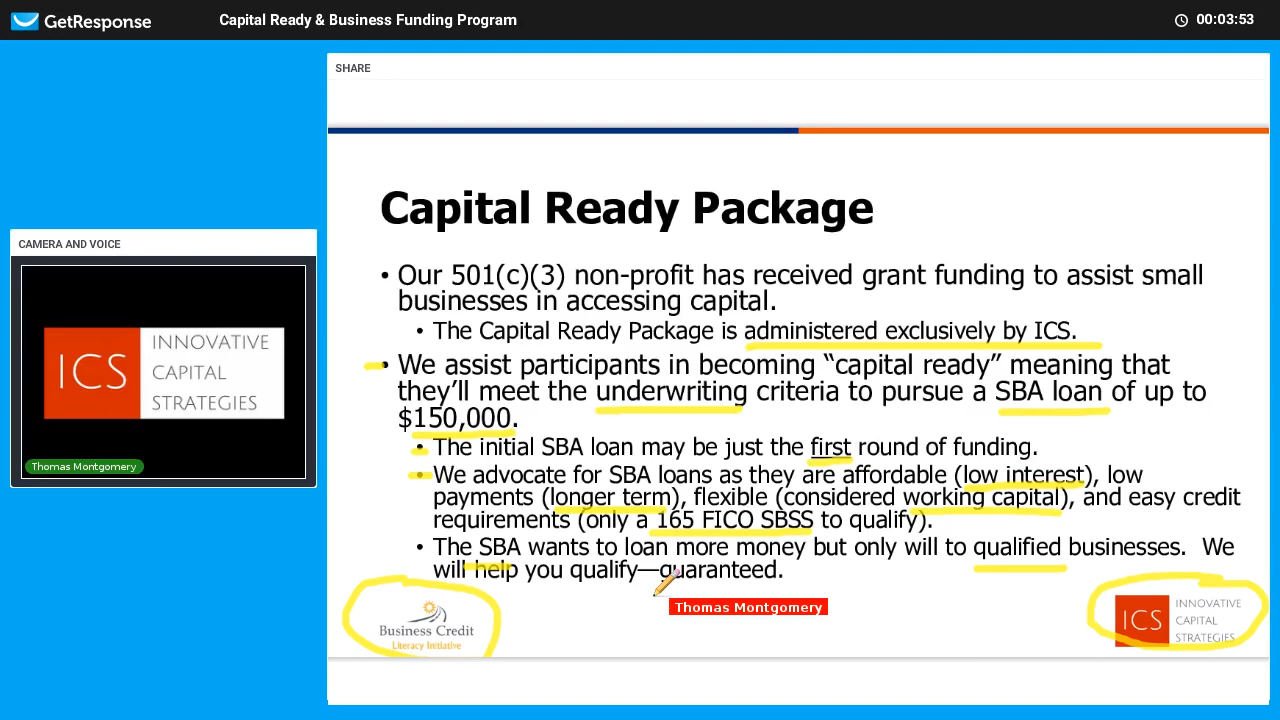 GetResponse
Capital Ready & Business Funding Program
00:03:53
SHARE
CAMERA AND VOICE
ICS
INNOVATIVE
CAPITAL
STRATEGIES
Thomas Montgomery
Capital Ready Package
• Our 501(c)(3) non-profit has received grant funding to assist small
businesses in accessing capital.
• The Capital Ready Package is administered exclusively by ICS.
• We assist participants in becoming “capital ready” meaning that
they’ll meet the underwriting criteria to pursue a SBA loan of up to
$150,000.
• The initial SBA loan may be just the first round of funding.
• We advocate for SBA loans as they are affordable (low interest), low
payments (longer term), flexible (considered working capital), and easy credit
requirements (only a 165 FICO SBSS to qualify).
• The SBA wants to loan more money but only will to qualified businesses. We
will help you qualify—guaranteed.
Thomas Montgomery
Business Credit
Literacy Initiative
ICS
INNOVATIVE
CAPITAL
STRATEGIES